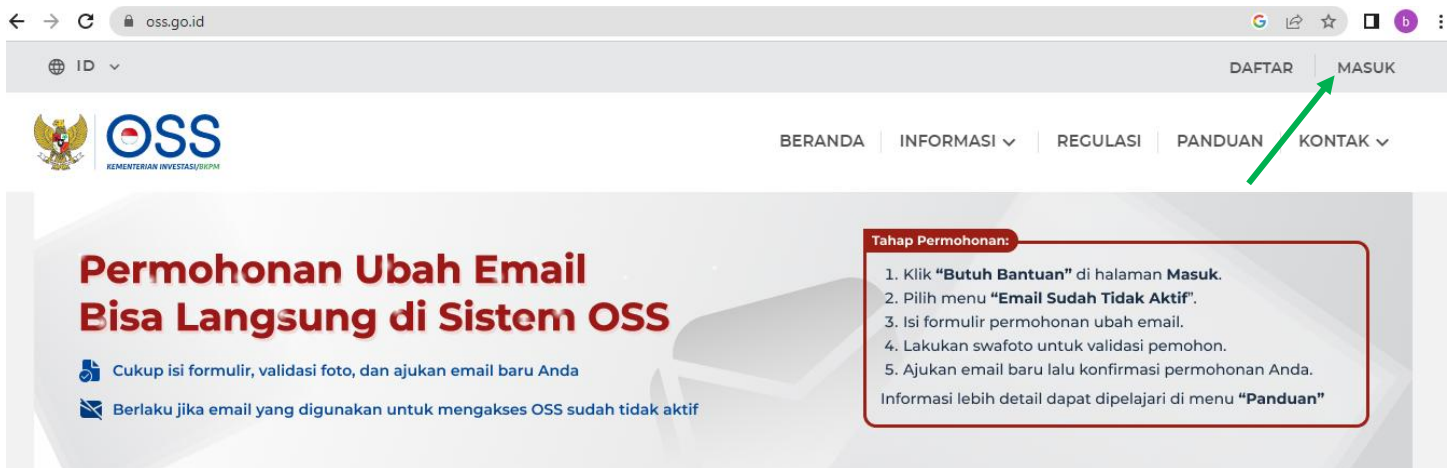 oss.go.id
ID
DAFTAR MASUK
OSS
KEMENTERIAN INVESTASI/BKPM
BERANDA INFORMASI REGULASI PANDUAN KONTAK
Permohonan Ubah Email
Bisa Langsung di Sistem OSS
Cukup isi formulir, validasi foto, dan ajukan email baru Anda
Berlaku jika email yang digunakan untuk mengakses OSS sudah tidak aktif
Tahap Permohonan:
1. Klik “Butuh Bantuan” di halaman Masuk.
2. Pilih menu “Email Sudah Tidak Aktif”.
3. Isi formulir permohonan ubah email.
4. Lakukan swafoto untuk validasi pemohon.
5. Ajukan email baru lalu konfirmasi permohonan Anda.
Informasi lebih detail dapat dipelajari di menu “Panduan”